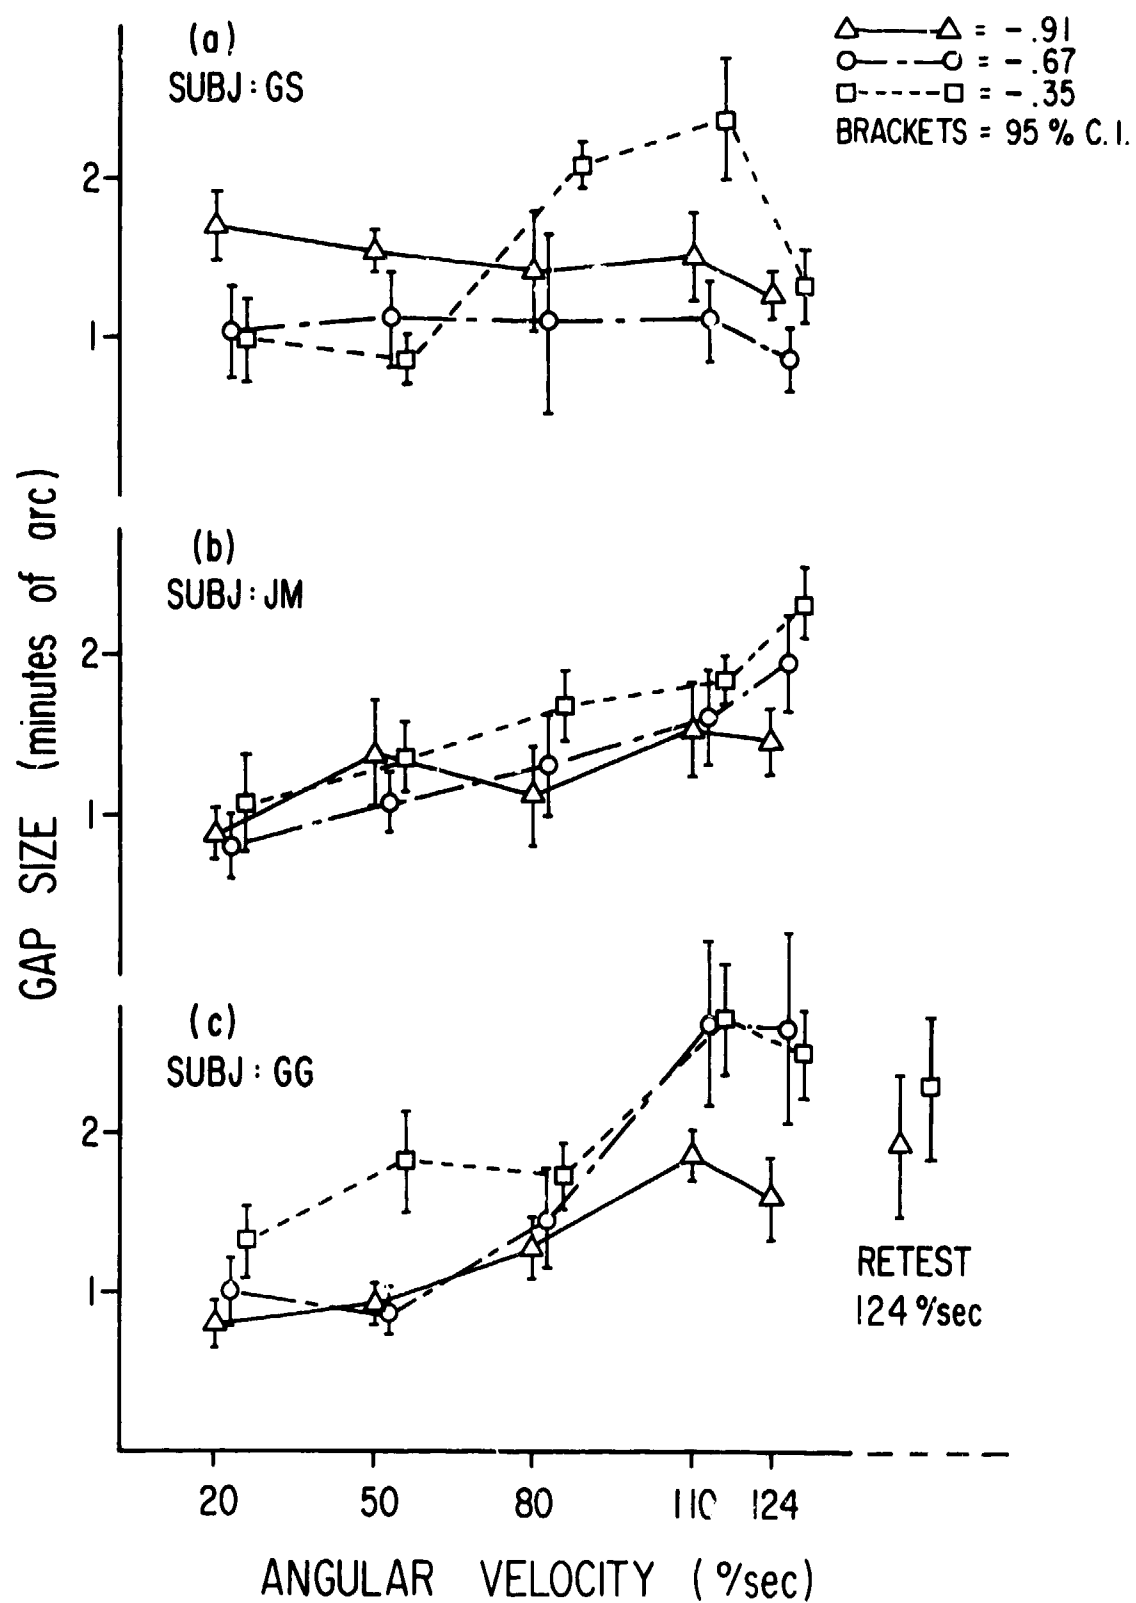 (a)
SUBJ: GS
△——△ = -.91
○—-—○ = -.67
□-----□ = -.35
BRACKETS = 95 % C.I.
2
1
GAP SIZE (minutes of arc)
(b)
SUBJ: JM
2
1
(c)
SUBJ: GG
2
1
RETEST
124 °/sec
20 50 80 110 124
ANGULAR VELOCITY (°/sec)